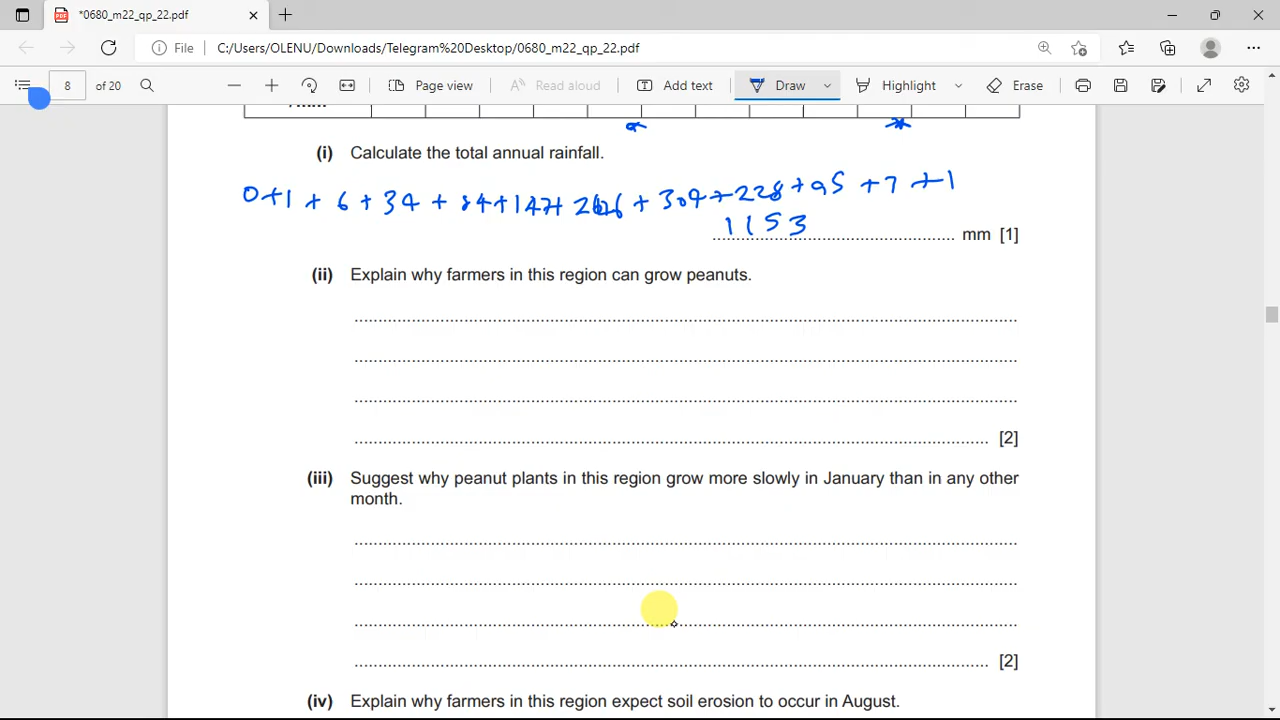 *0680_m22_qp_22.pdf
File C:/Users/OLENU/Downloads/Telegram%20Desktop/0680_m22_qp_22.pdf
8 of 20 Page view Read aloud Add text Draw Highlight Erase
(i) Calculate the total annual rainfall.
0+1 + 6 + 34 + 84+147+ 266 + 304+228+95 +7 +1
1153
mm [1]
(ii) Explain why farmers in this region can grow peanuts.
[2]
(iii) Suggest why peanut plants in this region grow more slowly in January than in any other
month.
[2]
(iv) Explain why farmers in this region expect soil erosion to occur in August.